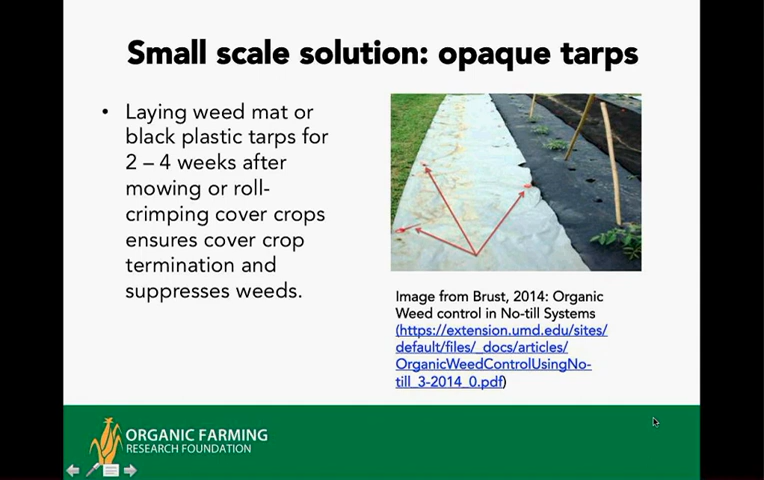 Small scale solution: opaque tarps
• Laying weed mat or
black plastic tarps for
2 – 4 weeks after
mowing or roll-
crimping cover crops
ensures cover crop
termination and
suppresses weeds.
Image from Brust, 2014: Organic
Weed control in No-till Systems
(https://extension.umd.edu/sites/
default/files/_docs/articles/
OrganicWeedControlUsingNo-
till_3-2014_0.pdf)
ORGANIC FARMING
RESEARCH FOUNDATION